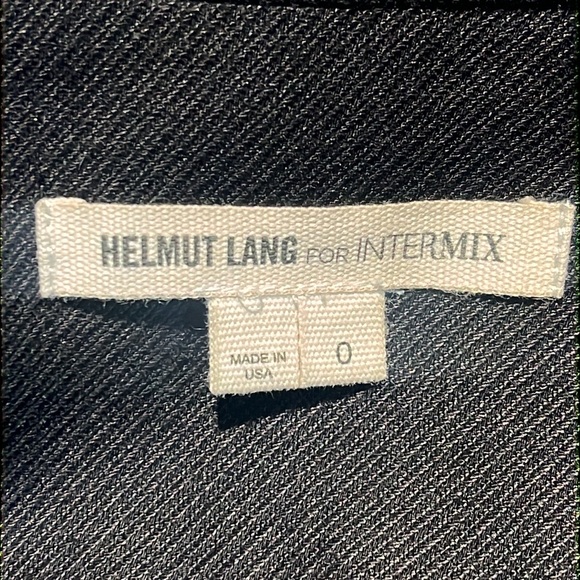 HELMUT LANG FOR INTERMIX
MADE IN
USA
0